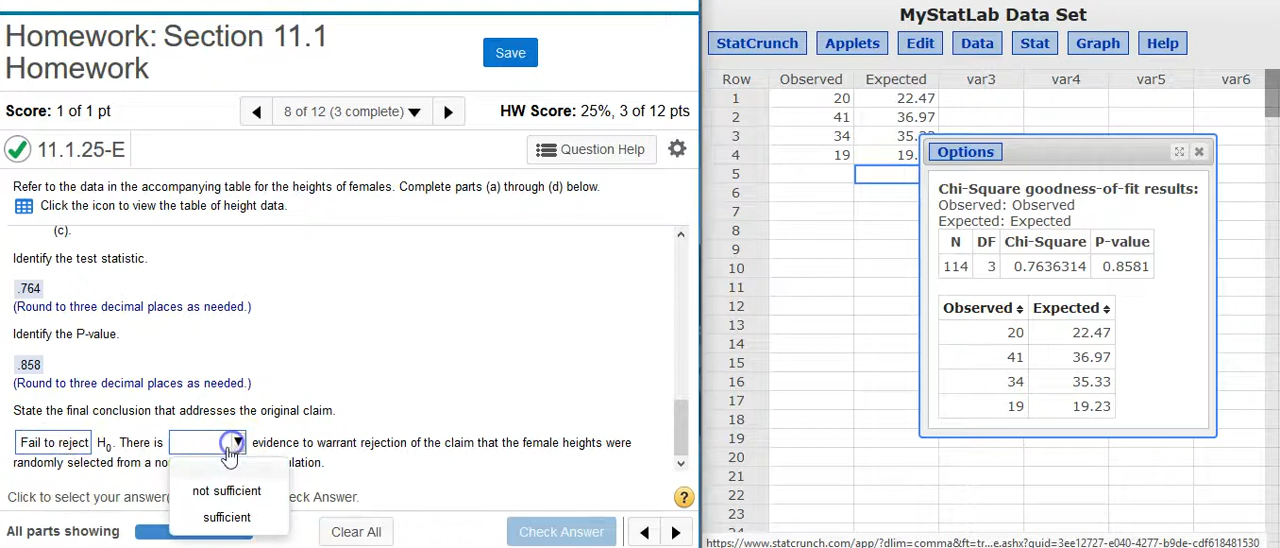 Homework: Section 11.1
Homework
Save
Score: 1 of 1 pt
8 of 12 (3 complete)
HW Score: 25%, 3 of 12 pts
11.1.25-E
Question Help
Refer to the data in the accompanying table for the heights of females. Complete parts (a) through (d) below.
Click the icon to view the table of height data.
(c).
Identify the test statistic.
.764
(Round to three decimal places as needed.)
Identify the P-value.
.858
(Round to three decimal places as needed.)
State the final conclusion that addresses the original claim.
Fail to reject H0. There is evidence to warrant rejection of the claim that the female heights were
randomly selected from a no ulation.
not sufficient
sufficient
Click to select your answer( eck Answer.
?
All parts showing
Clear All
Check Answer
MyStatLab Data Set
StatCrunch Applets Edit Data Stat Graph Help
Row Observed Expected var3 var4 var5 var6
1 20 22.47
2 41 36.97
3 34 35.33
4 19 19.
5
6
7
8
9
10
11
12
13
14
15
16
17
18
19
20
21
22
23
24
Options
Chi-Square goodness-of-fit results:
Observed: Observed
Expected: Expected
N DF Chi-Square P-value
114 3 0.7636314 0.8581
Observed Expected
20 22.47
41 36.97
34 35.33
19 19.23
https://www.statcrunch.com/app/?dlim=comma&ft=tr...e.ashx?quid=3ee12727-e040-4277-b9de-cdf618481530